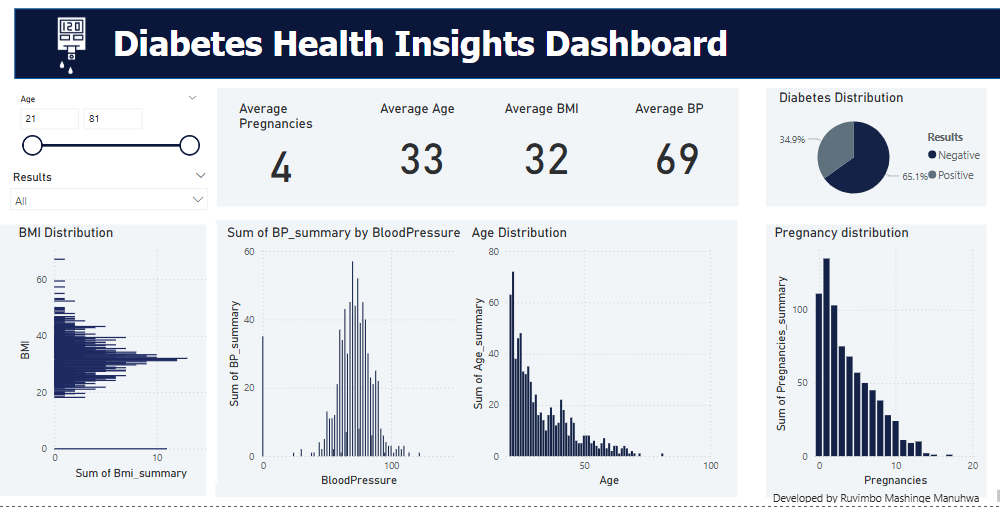 120
Diabetes Health Insights Dashboard
Age
21 81
Results
All
Average
Pregnancies
4
Average Age
33
Average BMI
32
Average BP
69
Diabetes Distribution
34.9%
65.1%
Results
Negative
Positive
BMI Distribution
60
40
20
0
BMI
0 10
Sum of Bmi_summary
Sum of BP_summary by BloodPressure
60
40
20
0
Sum of BP_summary
0 100
BloodPressure
Age Distribution
80
60
40
20
0
Sum of Age_summary
50 100
Age
Pregnancy distribution
100
50
0
Sum of Pregnancies_summary
0 10 20
Pregnancies
Developed by Ruvimbo Mashinge Manuhwa